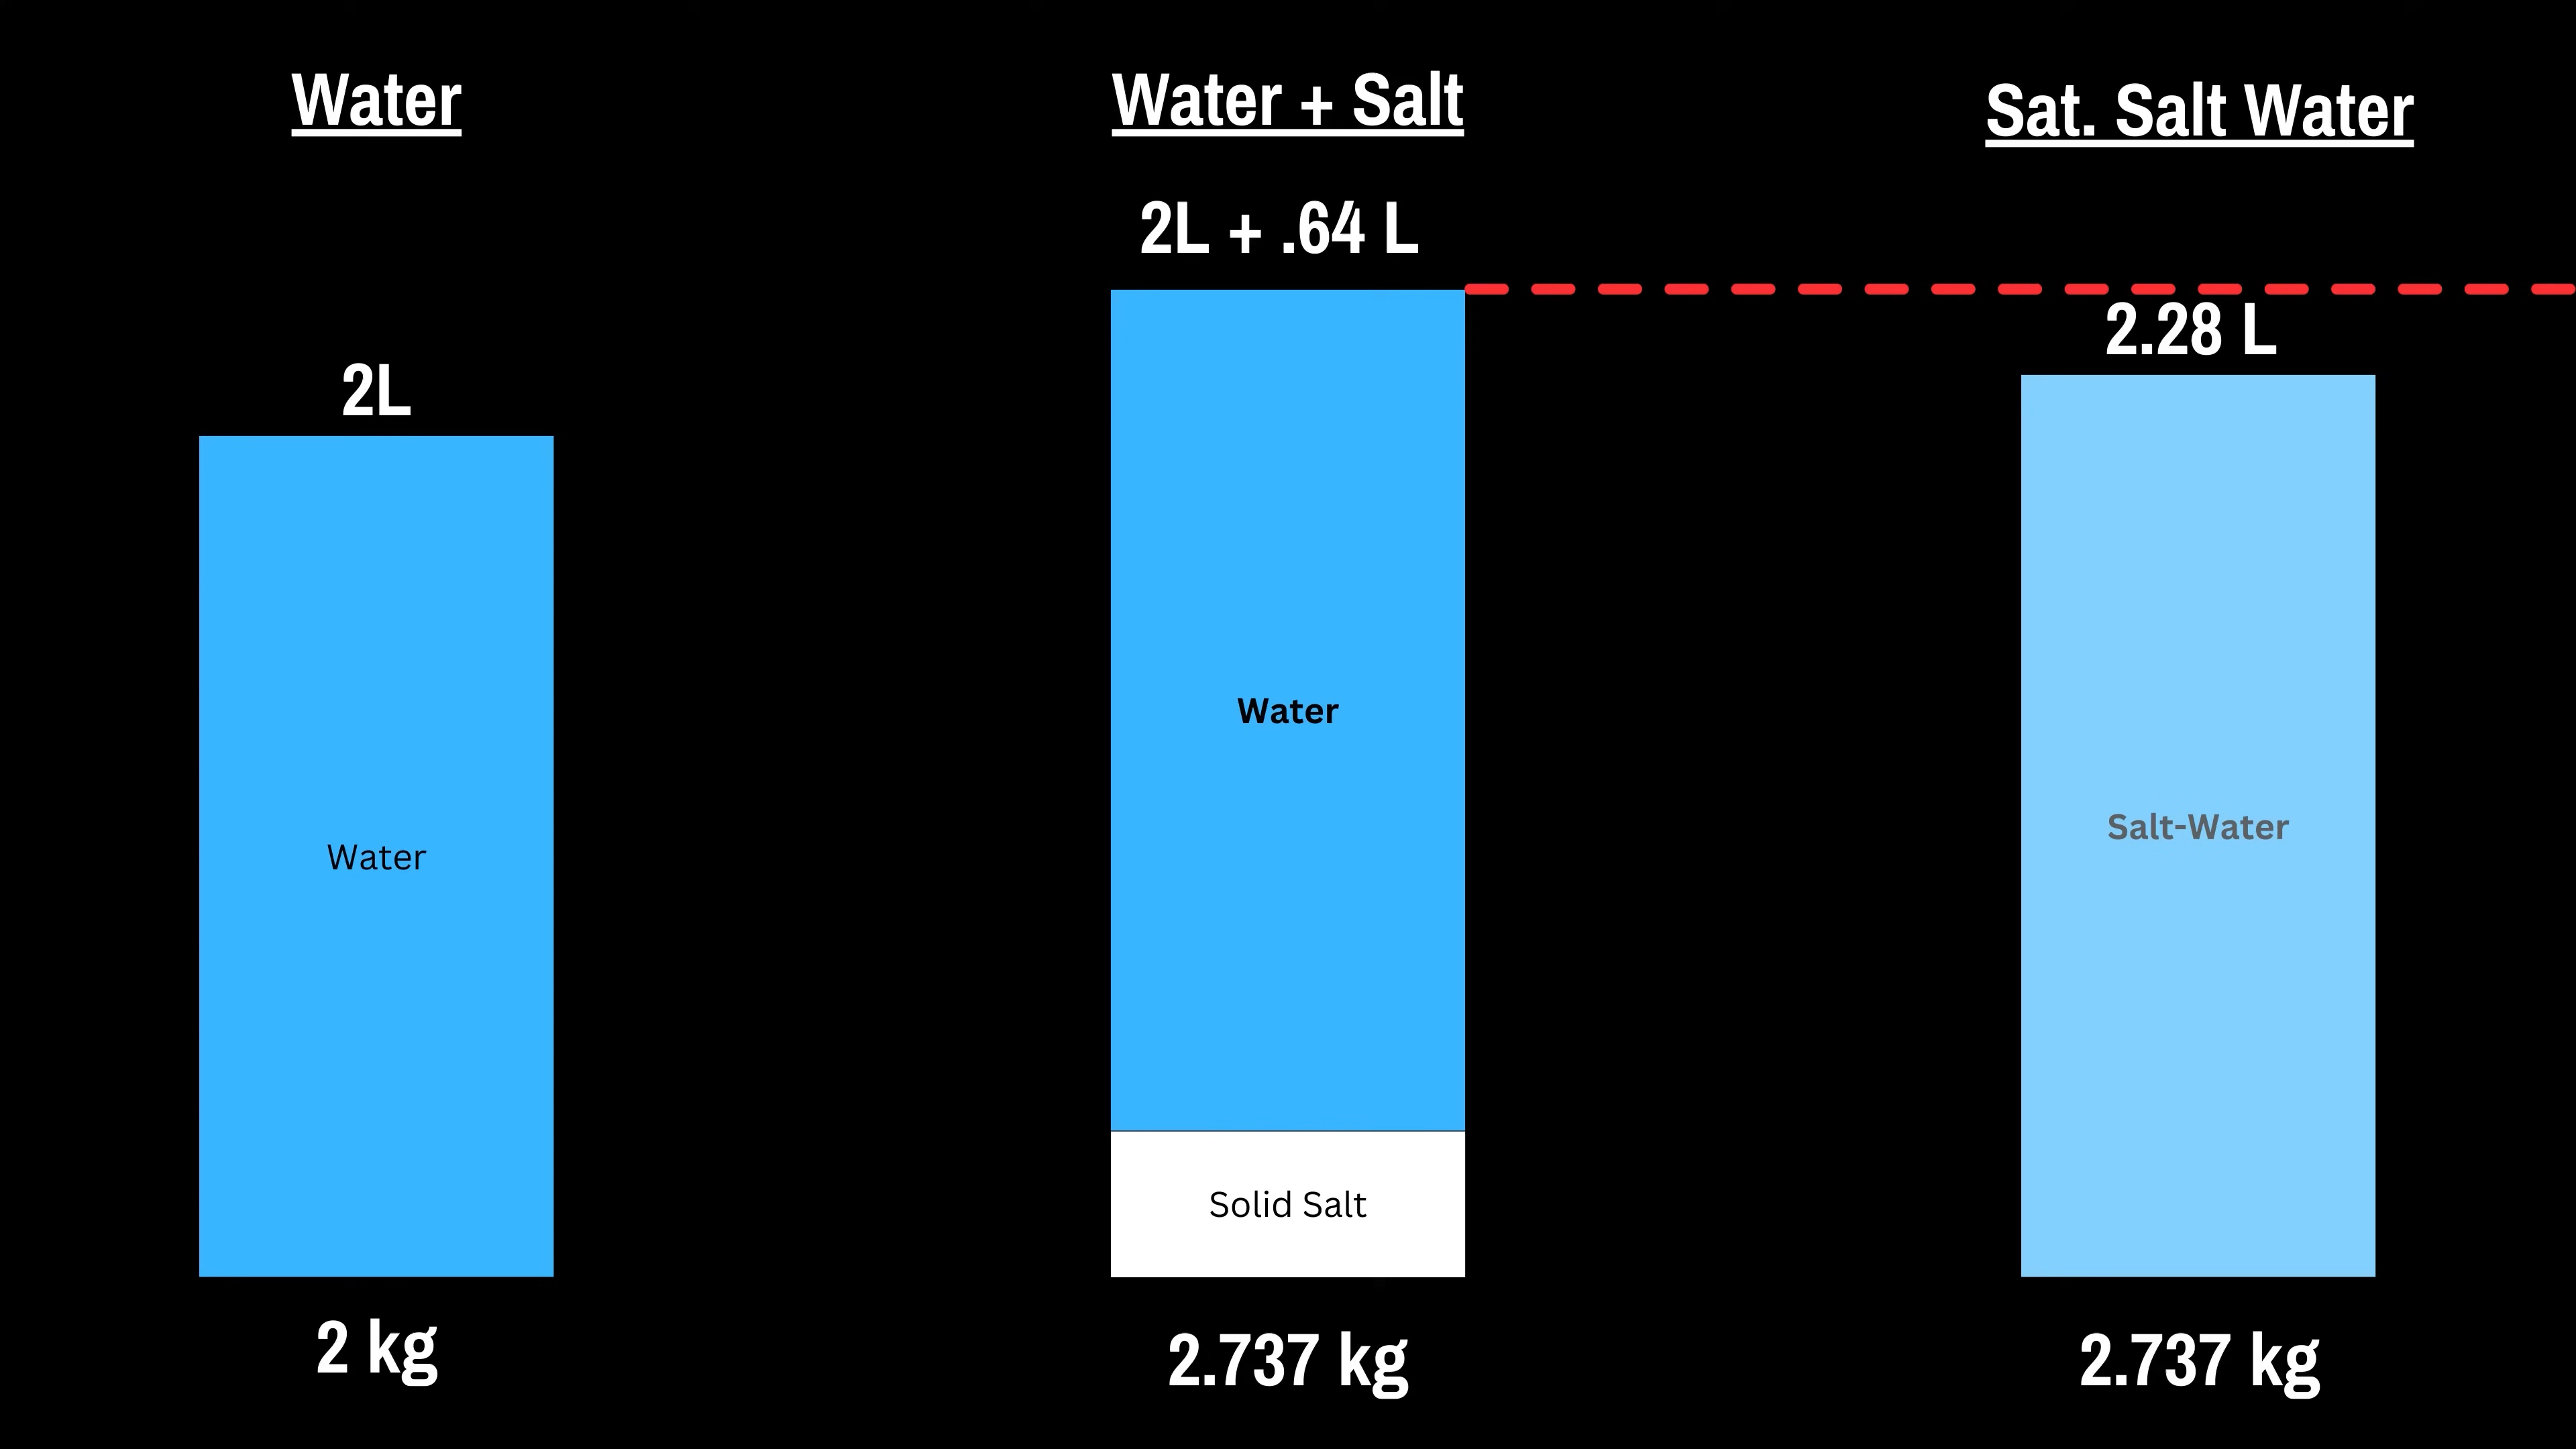 Water
Water + Salt
Sat. Salt Water
2L + .64 L
2.28 L
2L
Water
Salt-Water
Water
Solid Salt
2 kg
2.737 kg
2.737 kg